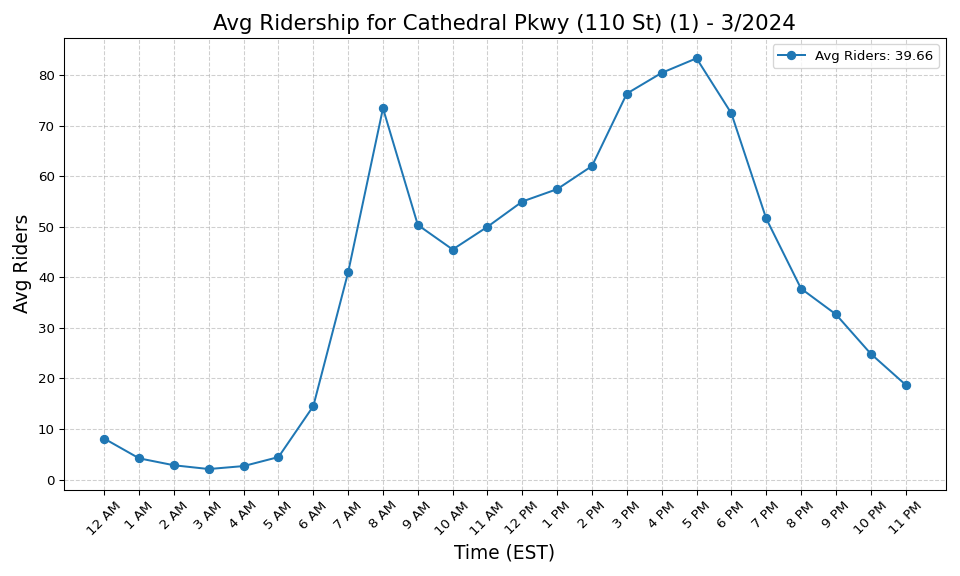 Avg Ridership for Cathedral Pkwy (110 St) (1) - 3/2024
Avg Riders: 39.66
Avg Riders
80
70
60
50
40
30
20
10
0
12 AM
1 AM
2 AM
3 AM
4 AM
5 AM
6 AM
7 AM
8 AM
9 AM
10 AM
11 AM
12 PM
1 PM
2 PM
3 PM
4 PM
5 PM
6 PM
7 PM
8 PM
9 PM
10 PM
11 PM
Time (EST)